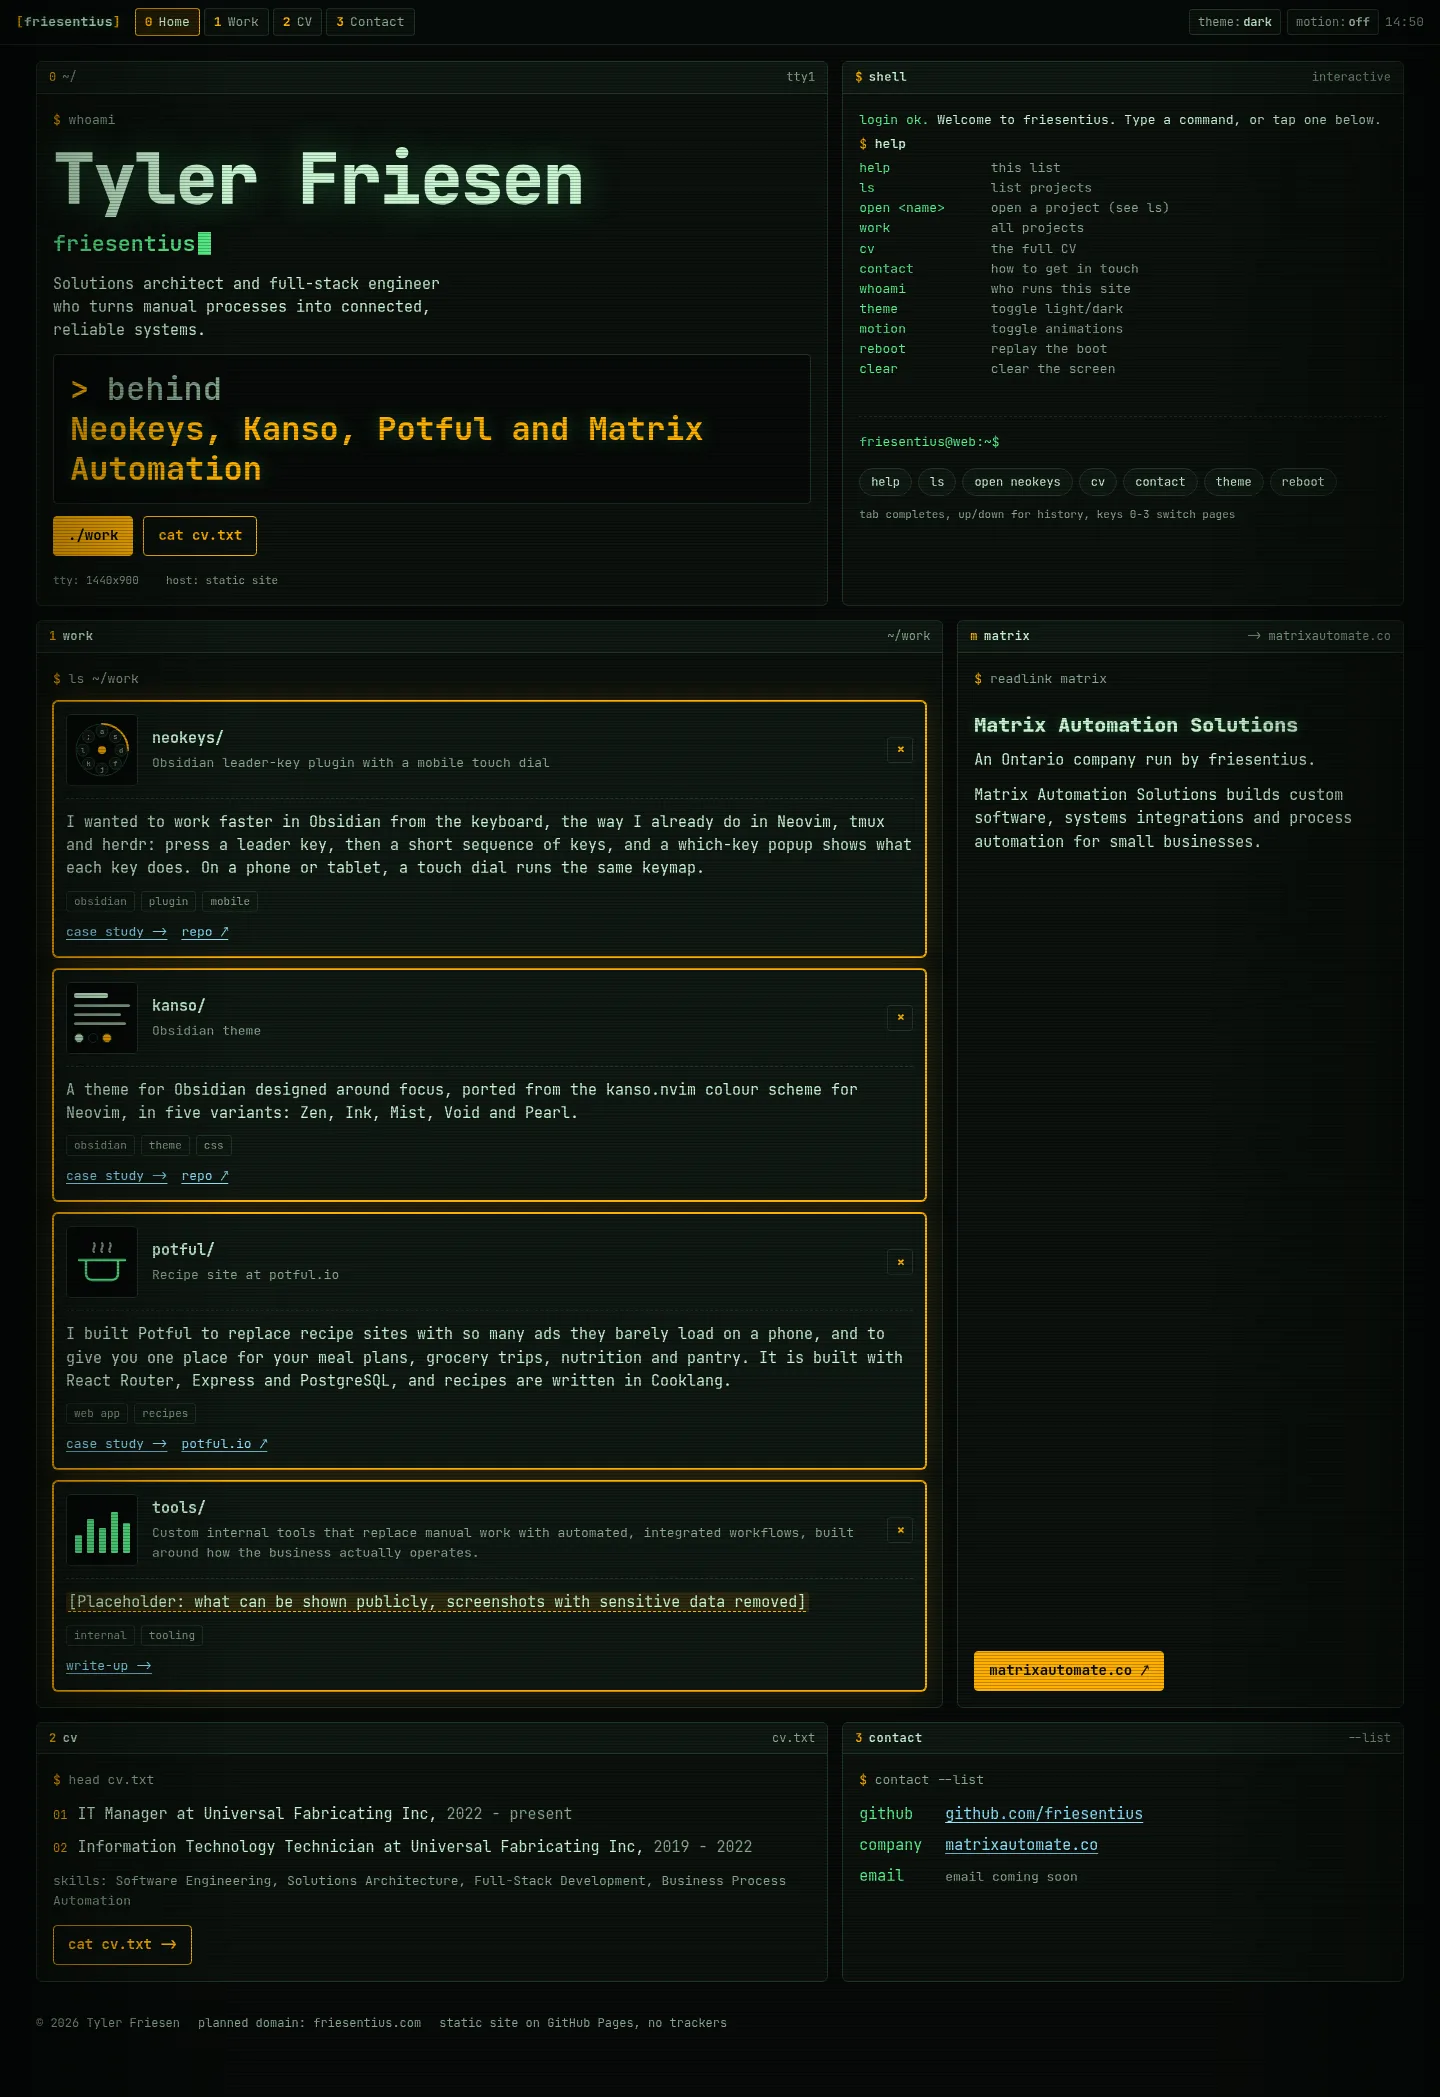 [friesentius] 0 Home 1 Work 2 CV 3 Contact theme:dark motion:off 14:50
0 ~/ tty1
$ whoami
Tyler Friesen
friesentius
Solutions architect and full-stack engineer
who turns manual processes into connected,
reliable systems.
> behind
Neokeys, Kanso, Potful and Matrix
Automation
./work cat cv.txt
tty: 1440x900 host: static site
$ shell interactive
login ok. Welcome to friesentius. Type a command, or tap one below.
$ help
help this list
ls list projects
open <name> open a project (see ls)
work all projects
cv the full CV
contact how to get in touch
whoami who runs this site
theme toggle light/dark
motion toggle animations
reboot replay the boot
clear clear the screen
friesentius@web:~$
help ls open neokeys cv contact theme reboot
tab completes, up/down for history, keys 0-3 switch pages
1 work ~/work
$ ls ~/work
neokeys/
Obsidian leader-key plugin with a mobile touch dial
×
I wanted to work faster in Obsidian from the keyboard, the way I already do in Neovim, tmux
and herdr: press a leader key, then a short sequence of keys, and a which-key popup shows what
each key does. On a phone or tablet, a touch dial runs the same keymap.
obsidian plugin mobile
case study → repo ↗
kanso/
Obsidian theme
×
A theme for Obsidian designed around focus, ported from the kanso.nvim colour scheme for
Neovim, in five variants: Zen, Ink, Mist, Void and Pearl.
obsidian theme css
case study → repo ↗
potful/
Recipe site at potful.io
×
I built Potful to replace recipe sites with so many ads they barely load on a phone, and to
give you one place for your meal plans, grocery trips, nutrition and pantry. It is built with
React Router, Express and PostgreSQL, and recipes are written in Cooklang.
web app recipes
case study → potful.io ↗
tools/
Custom internal tools that replace manual work with automated, integrated workflows, built
around how the business actually operates.
×
[Placeholder: what can be shown publicly, screenshots with sensitive data removed]
internal tooling
write-up →
m matrix → matrixautomate.co
$ readlink matrix
Matrix Automation Solutions
An Ontario company run by friesentius.
Matrix Automation Solutions builds custom
software, systems integrations and process
automation for small businesses.
matrixautomate.co ↗
2 cv cv.txt
$ head cv.txt
01 IT Manager at Universal Fabricating Inc, 2022 - present
02 Information Technology Technician at Universal Fabricating Inc, 2019 - 2022
skills: Software Engineering, Solutions Architecture, Full-Stack Development, Business Process
Automation
cat cv.txt →
3 contact --list
$ contact --list
github github.com/friesentius
company matrixautomate.co
email email coming soon
© 2026 Tyler Friesen planned domain: friesentius.com static site on GitHub Pages, no trackers